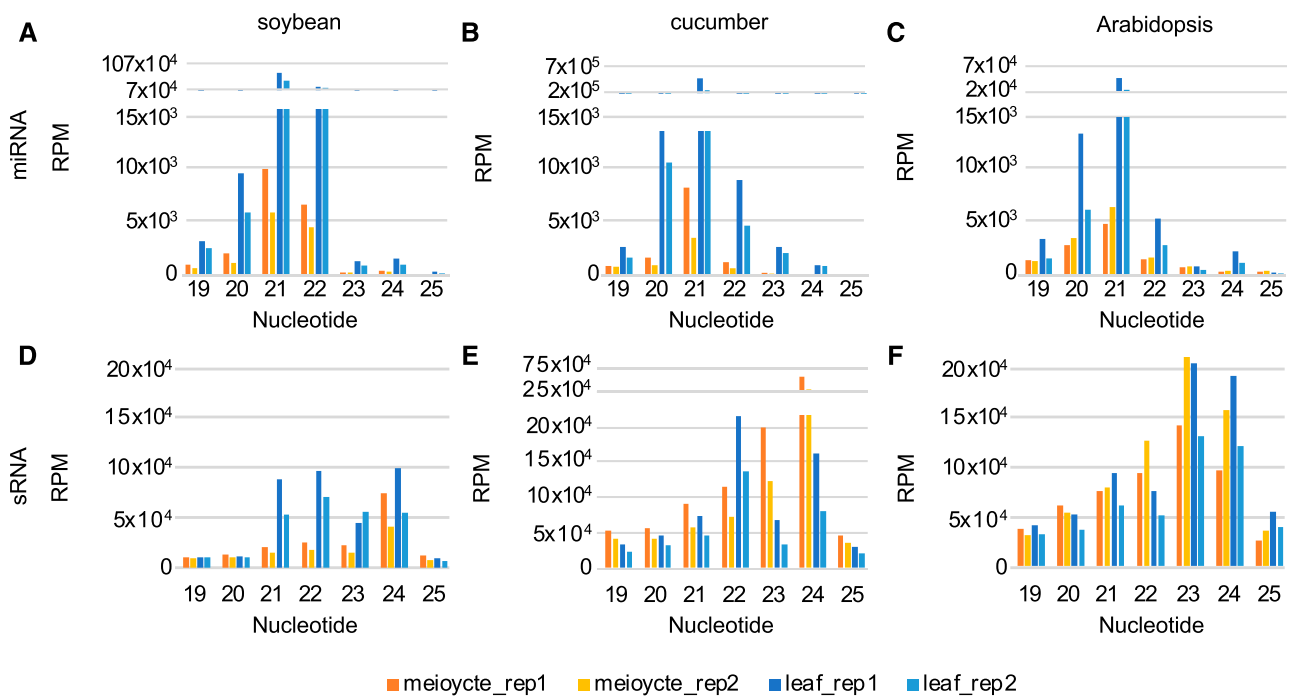 A
soybean
miRNA
RPM
107x10⁴
7x10⁴
15x10³
10x10³
5x10³
0
19 20 21 22 23 24 25
Nucleotide
B
cucumber
RPM
7x10⁵
2x10⁵
15x10³
10x10³
5x10³
0
19 20 21 22 23 24 25
Nucleotide
C
Arabidopsis
RPM
7x10⁴
2x10⁴
15x10³
10x10³
5x10³
0
19 20 21 22 23 24 25
Nucleotide
D
sRNA
RPM
20x10⁴
15x10⁴
10x10⁴
5x10⁴
0
19 20 21 22 23 24 25
Nucleotide
E
RPM
75x10⁴
25x10⁴
20x10⁴
15x10⁴
10x10⁴
5x10⁴
0
19 20 21 22 23 24 25
Nucleotide
F
RPM
20x10⁴
15x10⁴
10x10⁴
5x10⁴
0
19 20 21 22 23 24 25
Nucleotide
meioycte_rep1 meioycte_rep2 leaf_rep1 leaf_rep2